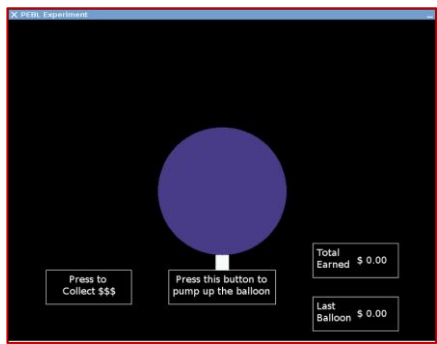 X PEBL Experiment
Press to
Collect $$$
Press this button to
pump up the balloon
Total
Earned $ 0.00
Last
Balloon $ 0.00